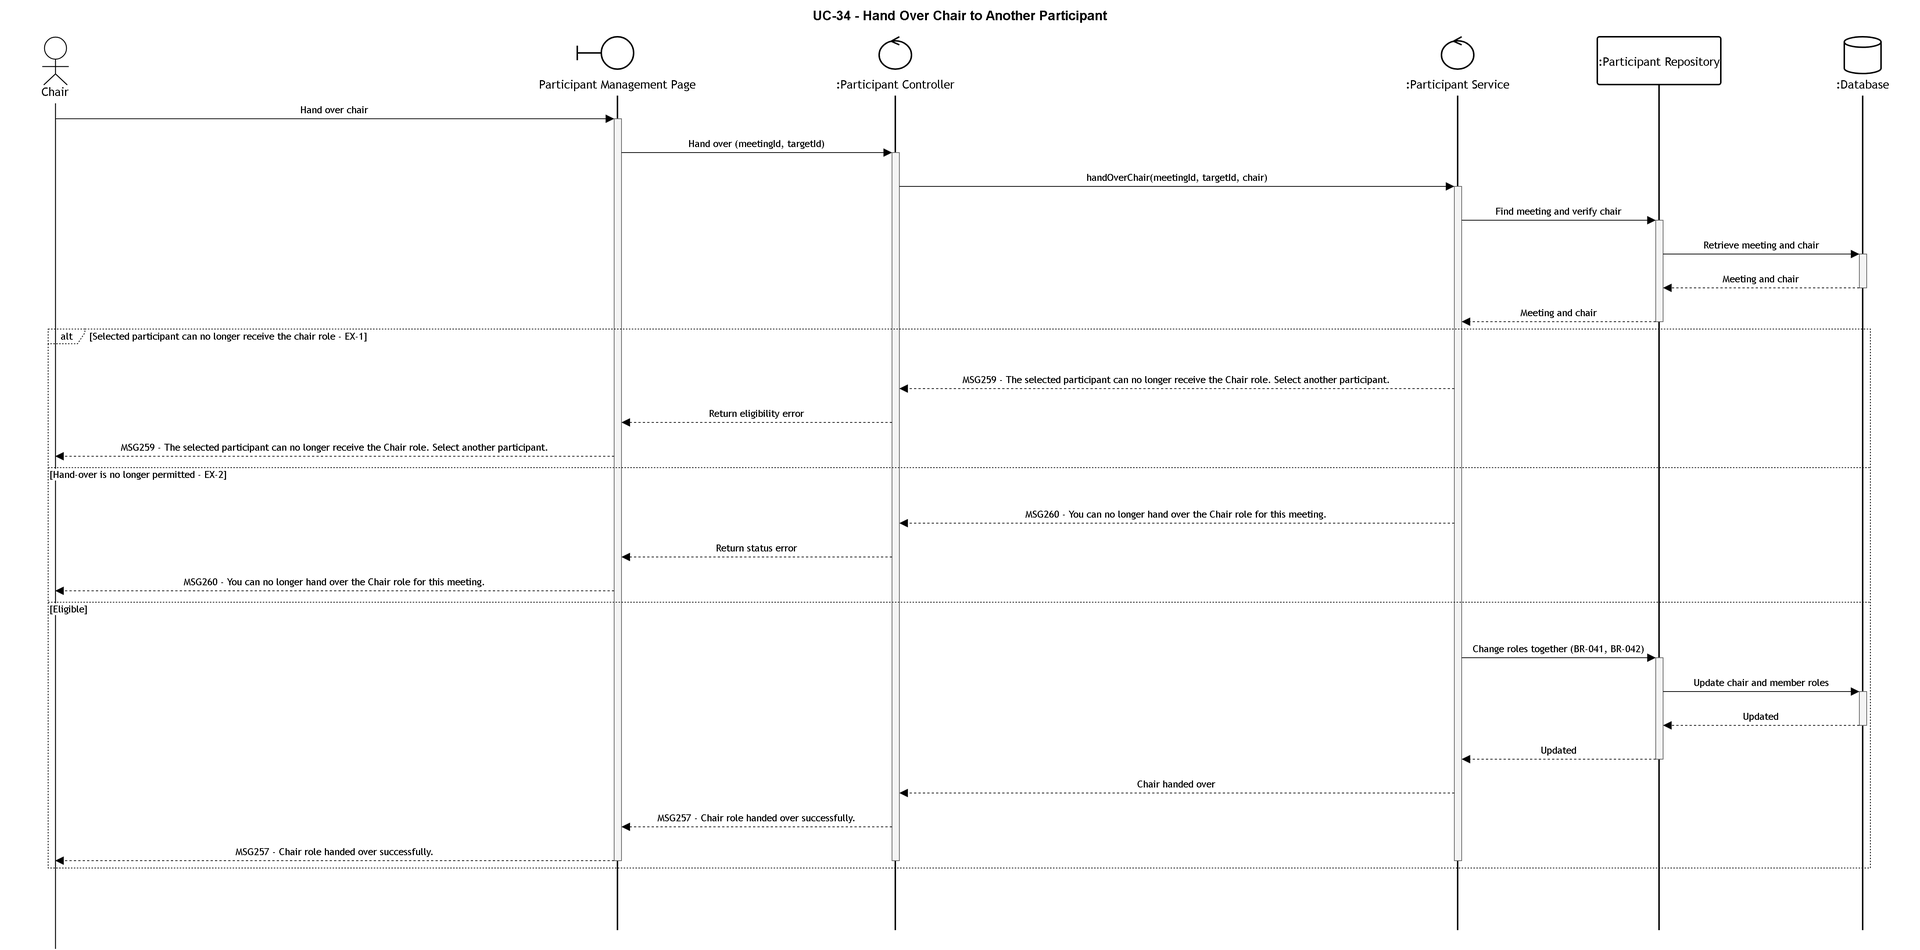 UC-34 - Hand Over Chair to Another Participant
Chair
Participant Management Page
:Participant Controller
:Participant Service
:Participant Repository
:Database
Hand over chair
Hand over (meetingId, targetId)
handOverChair(meetingId, targetId, chair)
Find meeting and verify chair
Retrieve meeting and chair
Meeting and chair
Meeting and chair
alt [Selected participant can no longer receive the chair role - EX-1]
MSG259 - The selected participant can no longer receive the Chair role. Select another participant.
Return eligibility error
MSG259 - The selected participant can no longer receive the Chair role. Select another participant.
[Hand-over is no longer permitted - EX-2]
MSG260 - You can no longer hand over the Chair role for this meeting.
Return status error
MSG260 - You can no longer hand over the Chair role for this meeting.
[Eligible]
Change roles together (BR-041, BR-042)
Update chair and member roles
Updated
Updated
Chair handed over
MSG257 - Chair role handed over successfully.
MSG257 - Chair role handed over successfully.